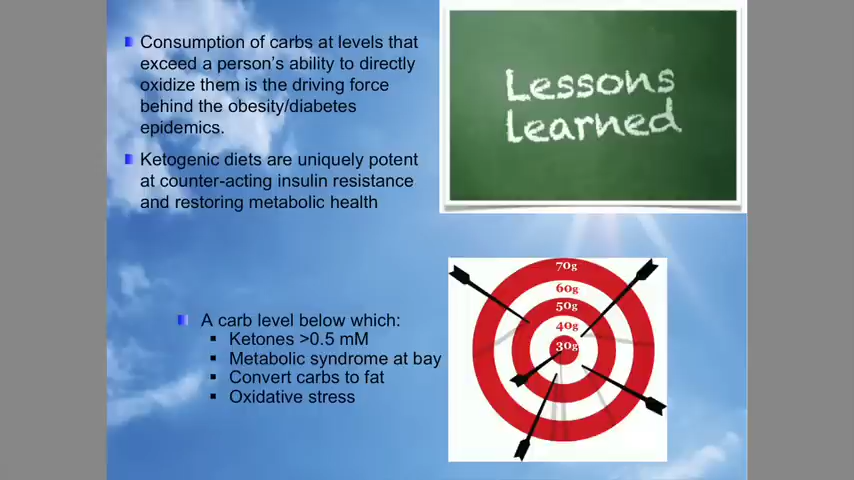 Consumption of carbs at levels that
exceed a person's ability to directly
oxidize them is the driving force
behind the obesity/diabetes
epidemics.
Ketogenic diets are uniquely potent
at counter-acting insulin resistance
and restoring metabolic health
Lessons
learned
A carb level below which:
Ketones >0.5 mM
Metabolic syndrome at bay
Convert carbs to fat
Oxidative stress
70g
60g
50g
40g
30g